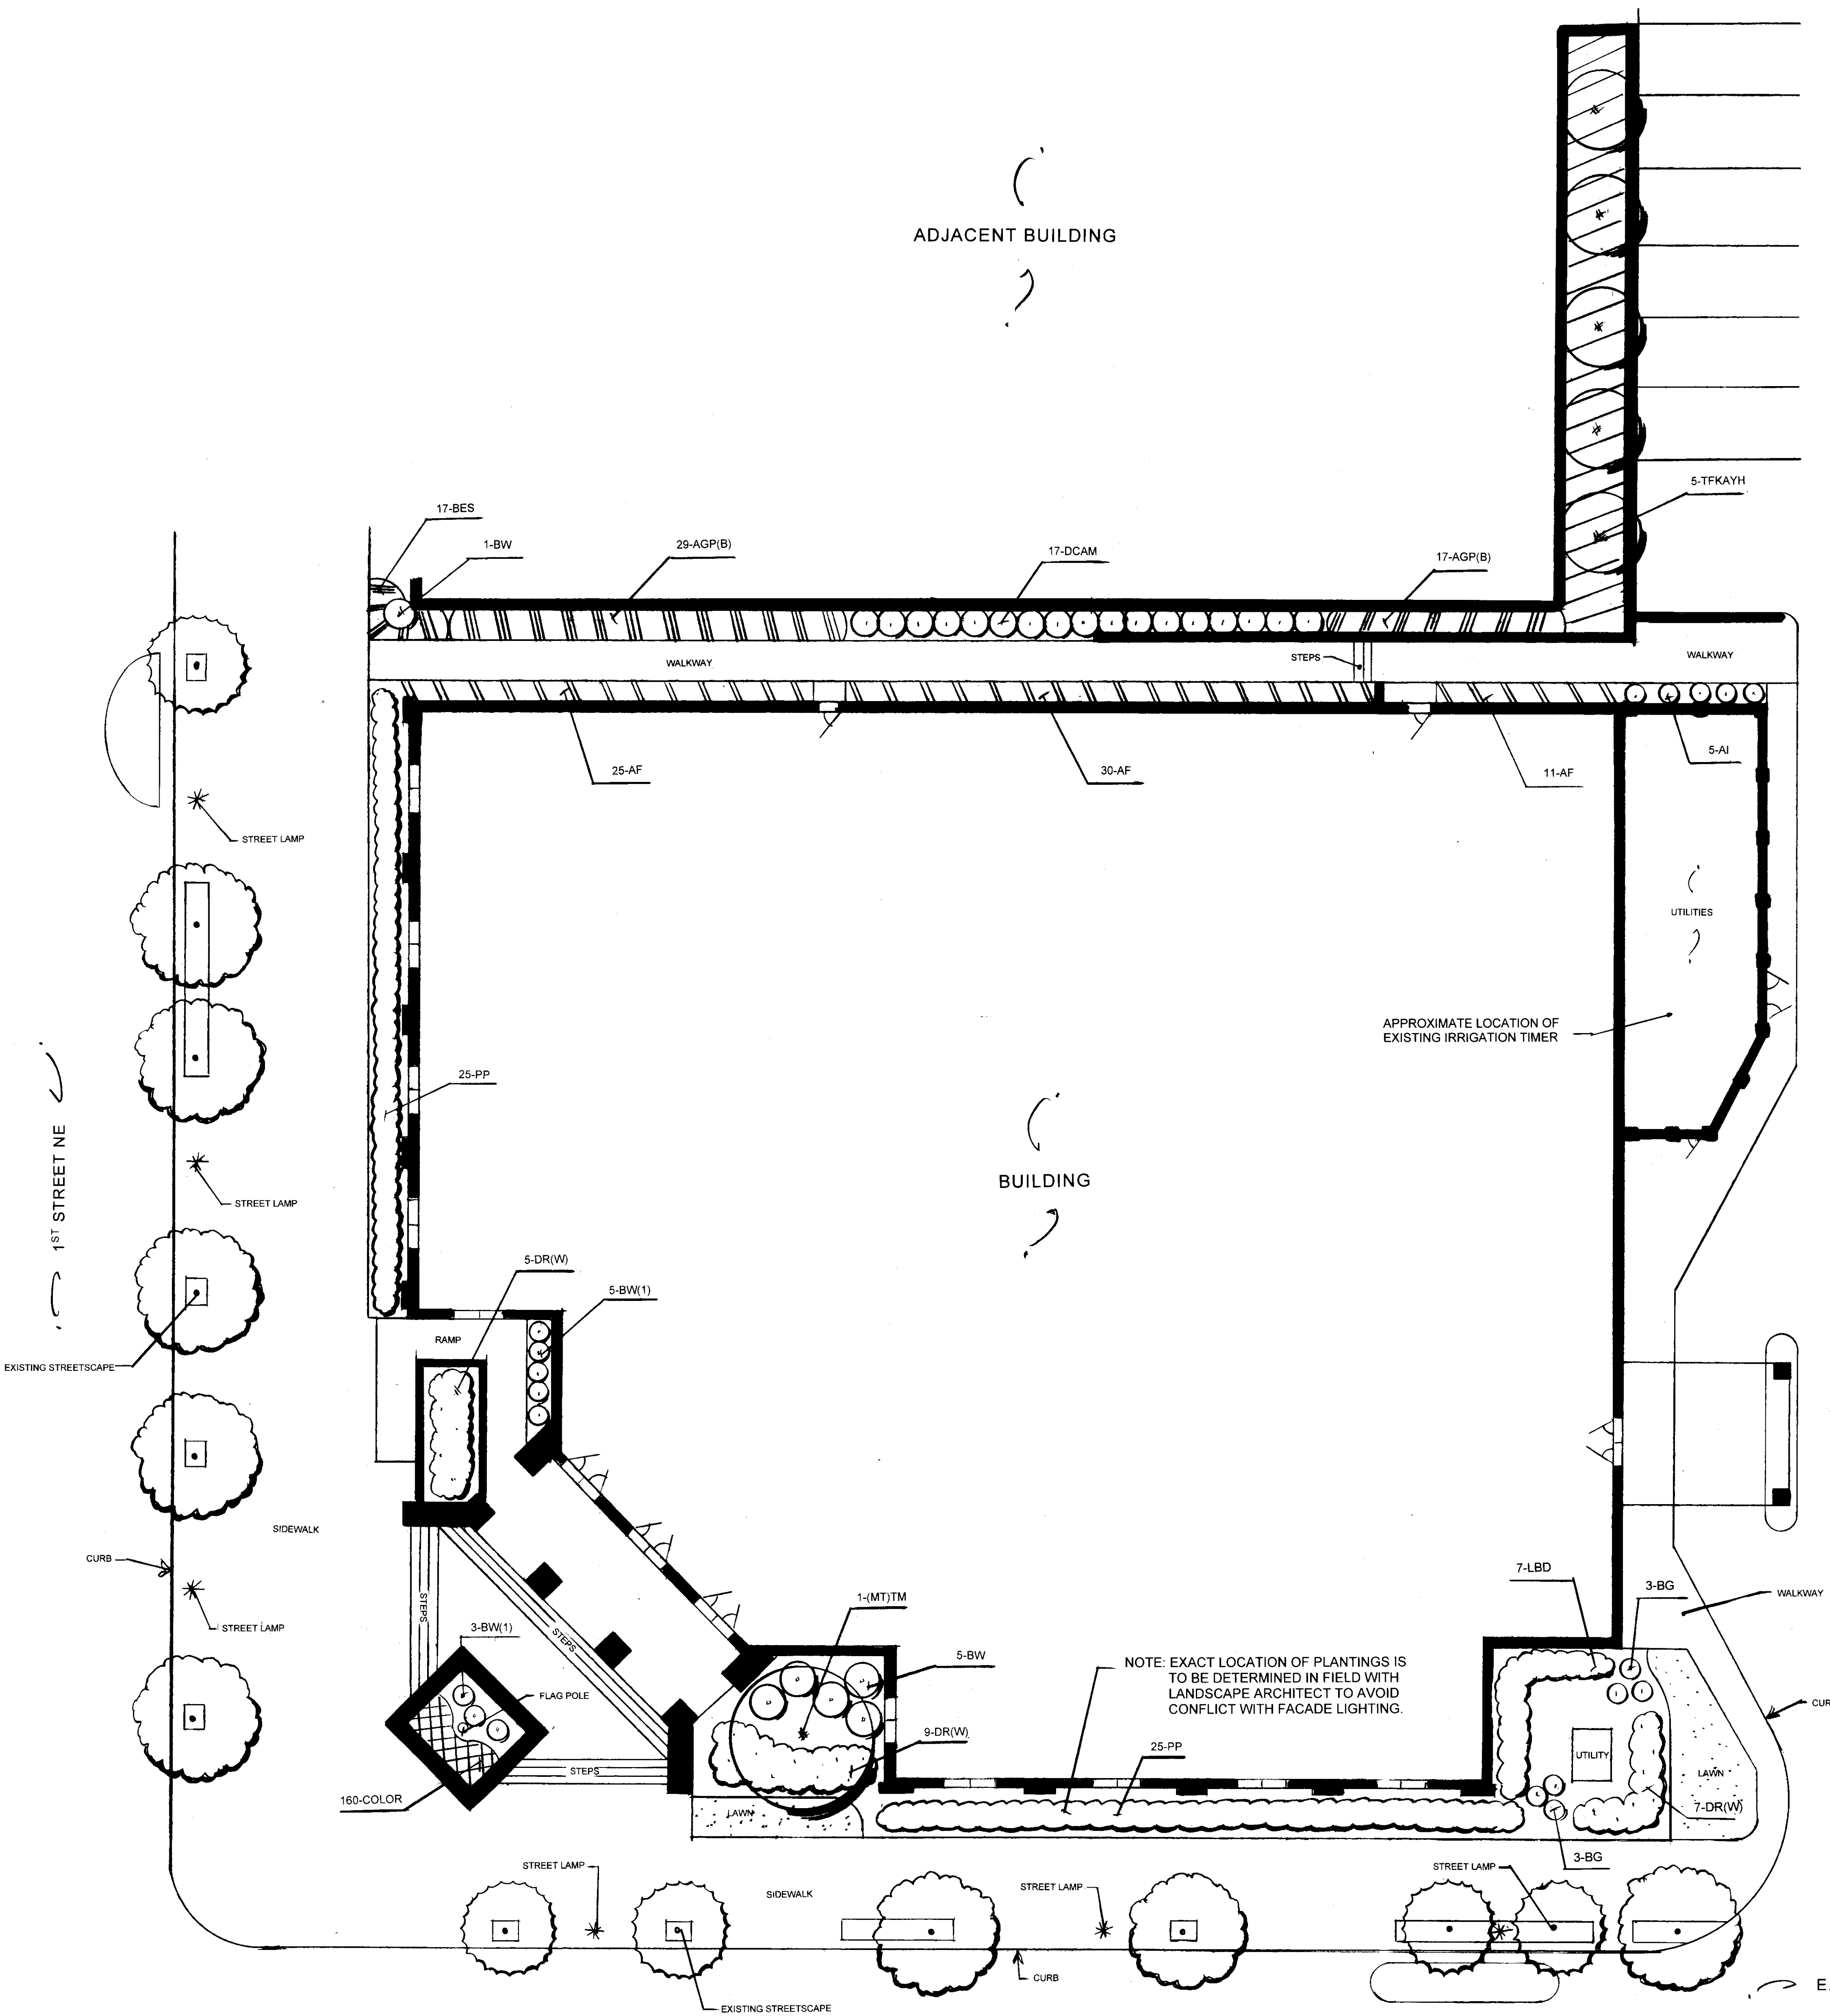 ADJACENT BUILDING
5-TFKAYH
17-BES
1-BW
29-AGP(B)
17-DCAM
17-AGP(B)
WALKWAY
STEPS
WALKWAY
25-AF
30-AF
11-AF
5-AI
STREET LAMP
UTILITIES
APPROXIMATE LOCATION OF
EXISTING IRRIGATION TIMER
25-PP
1ST STREET NE
STREET LAMP
BUILDING
5-DR(W)
5-BW(1)
RAMP
EXISTING STREETSCAPE
SIDEWALK
CURB
STREET LAMP
STEPS
STEPS
3-BW(1)
FLAG POLE
STEPS
160-COLOR
1-(MT)TM
5-BW
9-DR(W)
LAWN
NOTE: EXACT LOCATION OF PLANTINGS IS
TO BE DETERMINED IN FIELD WITH
LANDSCAPE ARCHITECT TO AVOID
CONFLICT WITH FACADE LIGHTING.
25-PP
7-LBD
3-BG
WALKWAY
CUR
UTILITY
LAWN
7-DR(W)
3-BG
STREET LAMP
SIDEWALK
STREET LAMP
STREET LAMP
CURB
EXISTING STREETSCAPE
E.